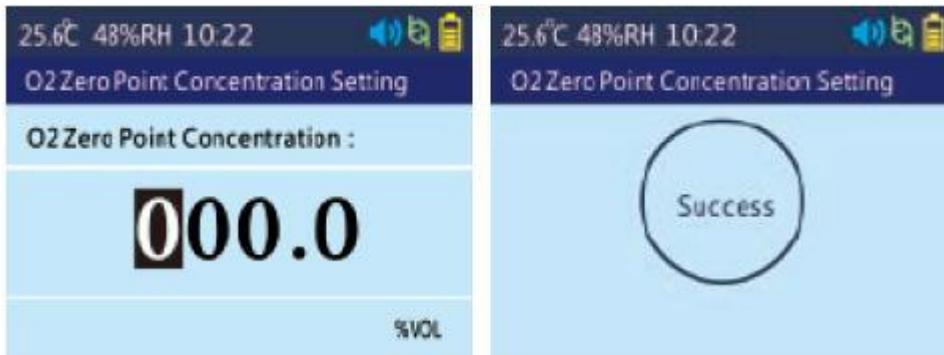 25.6℃ 48%RH 10:22
O2 Zero Point Concentration Setting
O2 Zero Point Concentration :
000.0
%VOL
25.6℃ 48%RH 10:22
O2 Zero Point Concentration Setting
Success